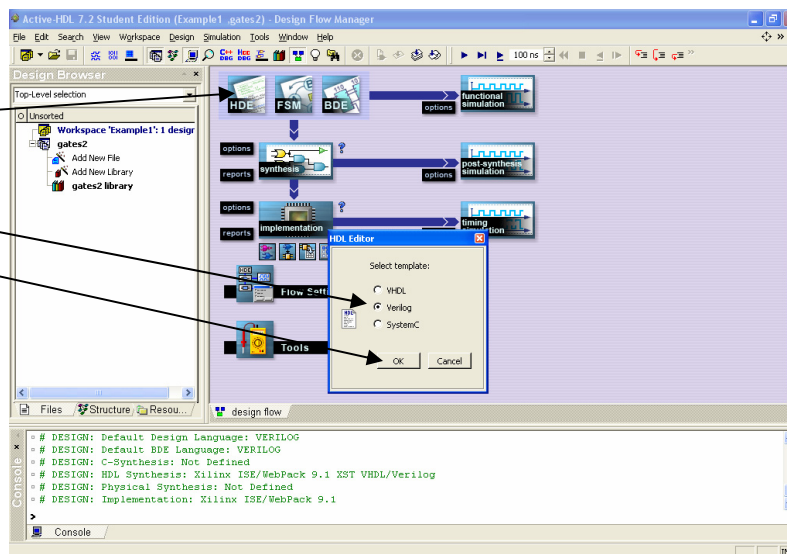 Active-HDL 7.2 Student Edition (Example1 ,gates2) - Design Flow Manager
File Edit Search View Workspace Design Simulation Tools Window Help
100 ns
Design Browser
Top-Level selection
Unsorted
Workspace 'Example1': 1 desigr
gates2
Add New File
Add New Library
gates2 library
Files
Structure
Resou...
HDE
FSM
BDE
options
functional simulation
options
reports
synthesis
options
post-synthesis simulation
options
reports
implementation
timing
Flow Setti
Tools
HDL Editor
Select template:
VHDL
Verilog
SystemC
OK
Cancel
design flow
# DESIGN: Default Design Language: VERILOG
# DESIGN: Default BDE Language: VERILOG
# DESIGN: C-Synthesis: Not Defined
# DESIGN: HDL Synthesis: Xilinx ISE/WebPack 9.1 XST VHDL/Verilog
# DESIGN: Physical Synthesis: Not Defined
# DESIGN: Implementation: Xilinx ISE/WebPack 9.1
>
Console
Console